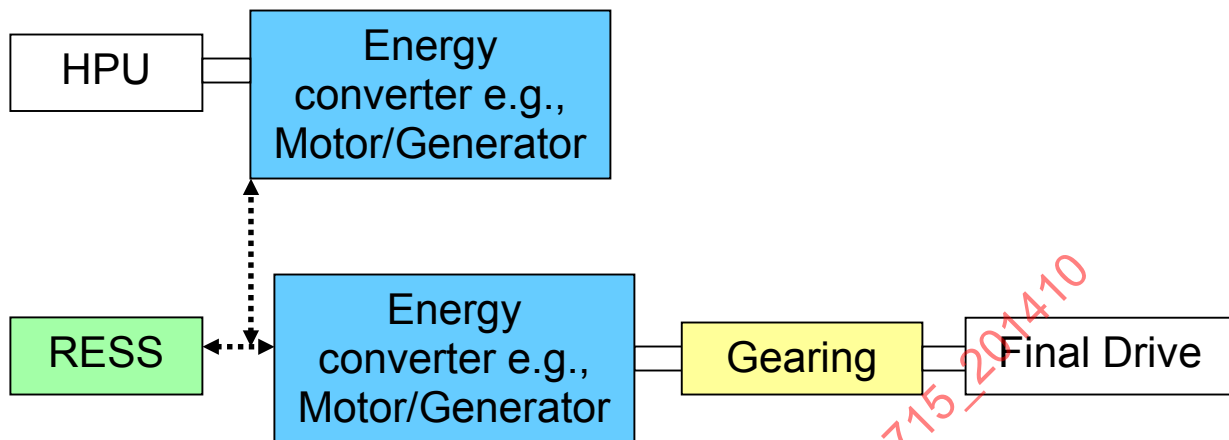 HPU
Energy
converter e.g.,
Motor/Generator
RESS
Energy
converter e.g.,
Motor/Generator
Gearing
Final Drive
715_201410